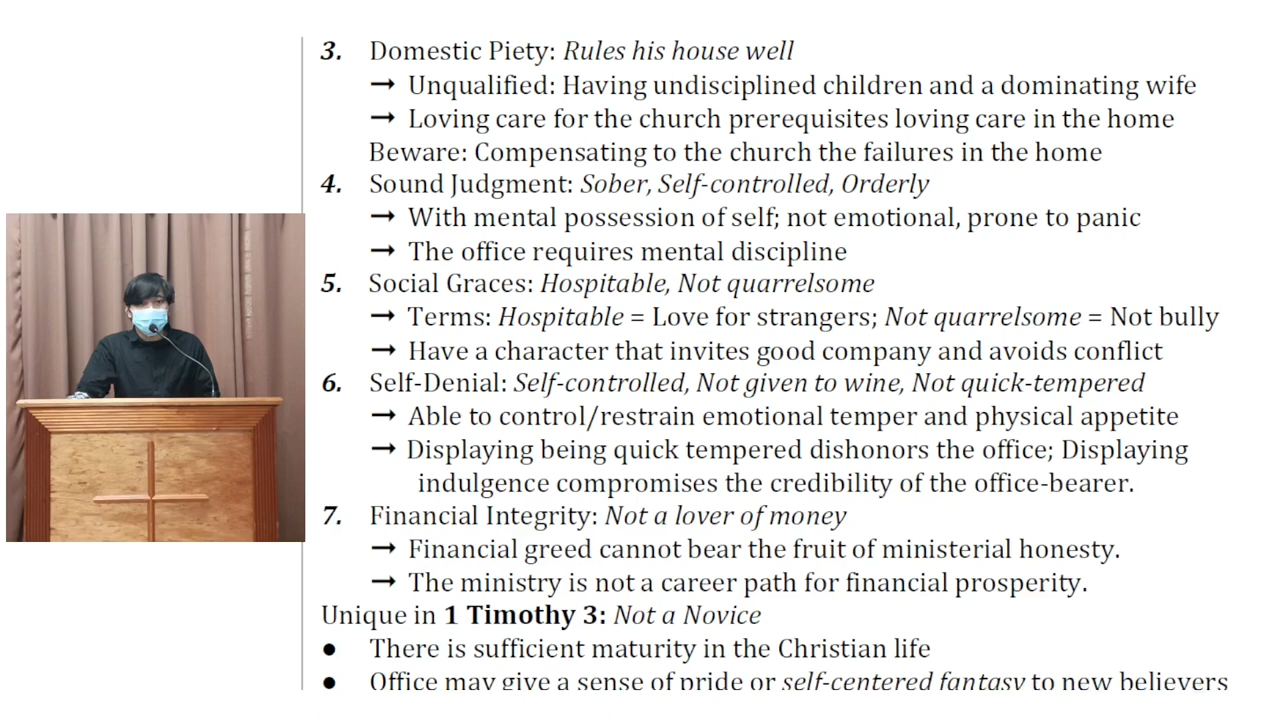 3. Domestic Piety: Rules his house well
→ Unqualified: Having undisciplined children and a dominating wife
→ Loving care for the church prerequisites loving care in the home
Beware: Compensating to the church the failures in the home
4. Sound Judgment: Sober, Self-controlled, Orderly
→ With mental possession of self; not emotional, prone to panic
→ The office requires mental discipline
5. Social Graces: Hospitable, Not quarrelsome
→ Terms: Hospitable = Love for strangers; Not quarrelsome = Not bully
→ Have a character that invites good company and avoids conflict
6. Self-Denial: Self-controlled, Not given to wine, Not quick-tempered
→ Able to control/restrain emotional temper and physical appetite
→ Displaying being quick tempered dishonors the office; Displaying
indulgence compromises the credibility of the office-bearer.
7. Financial Integrity: Not a lover of money
→ Financial greed cannot bear the fruit of ministerial honesty.
→ The ministry is not a career path for financial prosperity.
Unique in 1 Timothy 3: Not a Novice
● There is sufficient maturity in the Christian life
● Office may give a sense of pride or self-centered fantasy to new believers